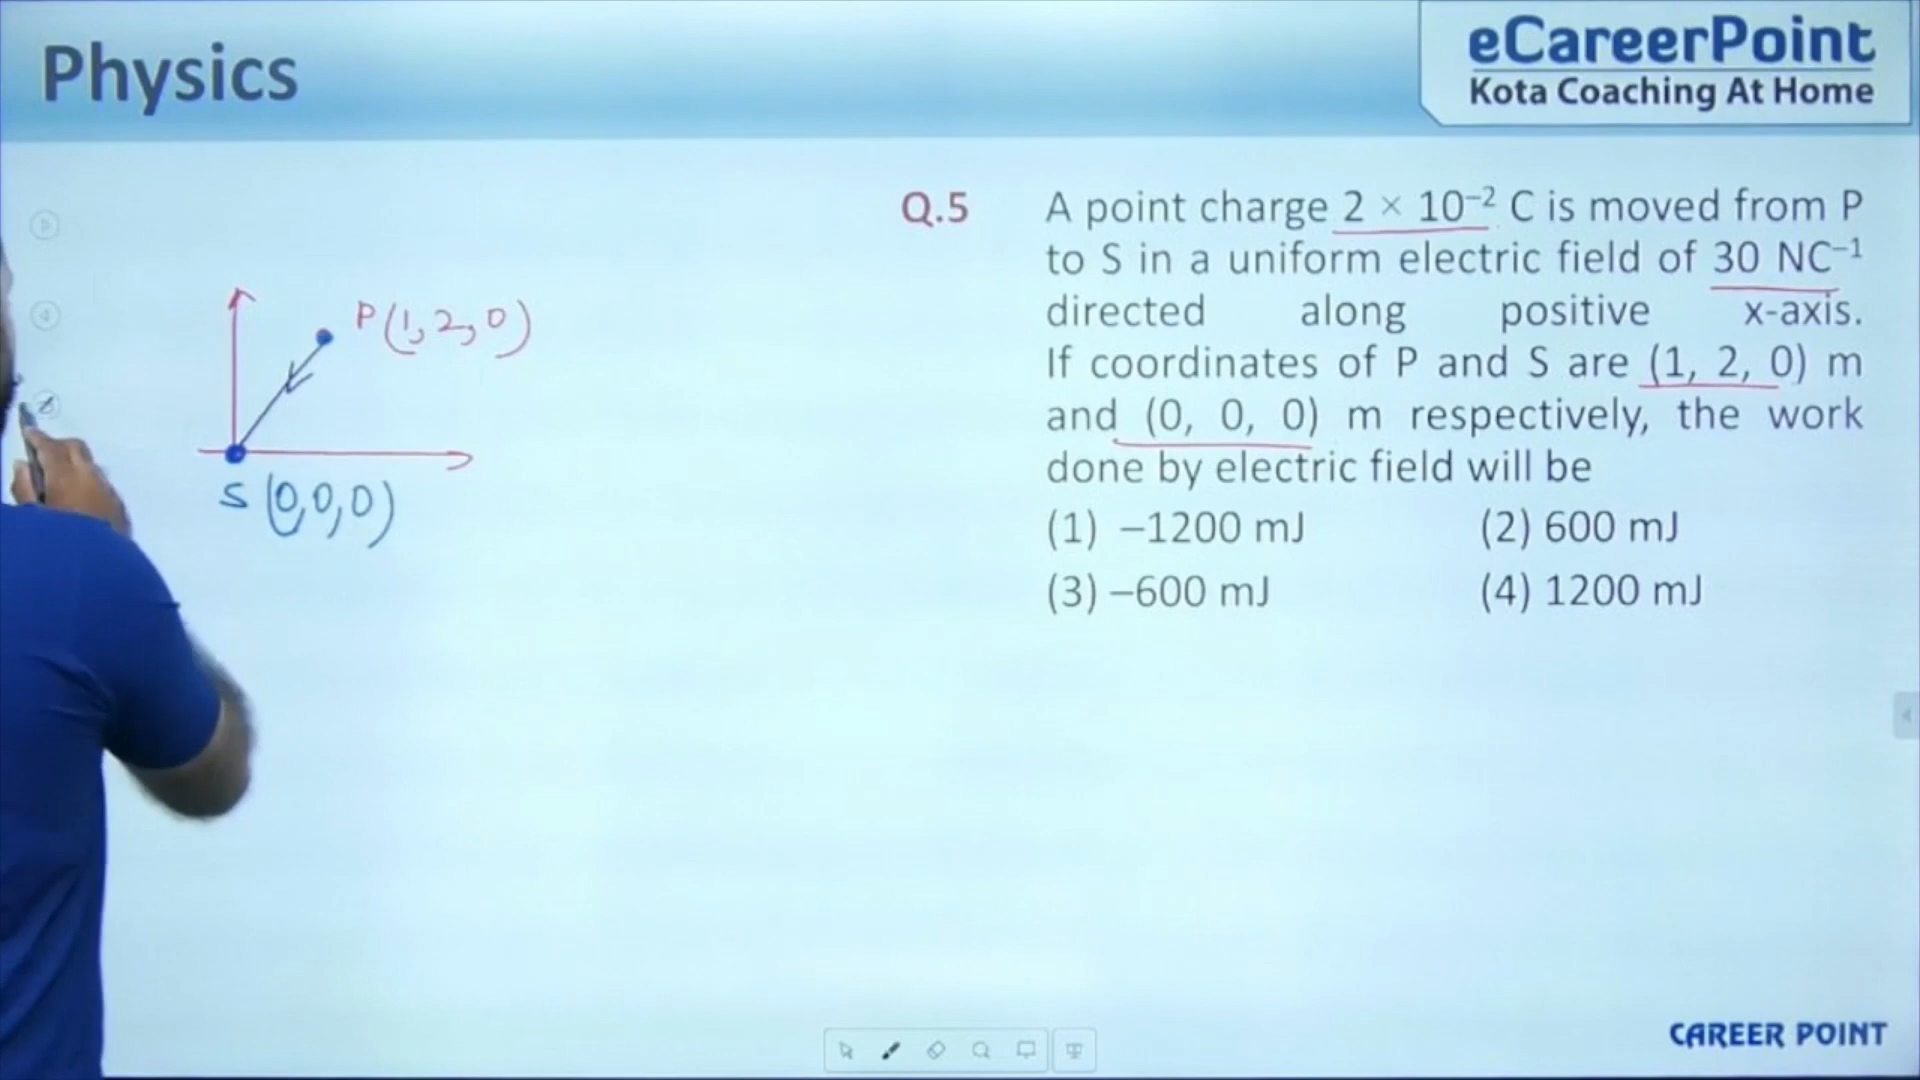 Physics
eCareerPoint
Kota Coaching At Home
Q.5 A point charge 2 × 10⁻² C is moved from P
to S in a uniform electric field of 30 NC⁻¹
directed along positive x-axis.
If coordinates of P and S are (1, 2, 0) m
and (0, 0, 0) m respectively, the work
done by electric field will be
(1) –1200 mJ (2) 600 mJ
(3) –600 mJ (4) 1200 mJ
P(1,2,0)
S (0,0,0)
CAREER POINT